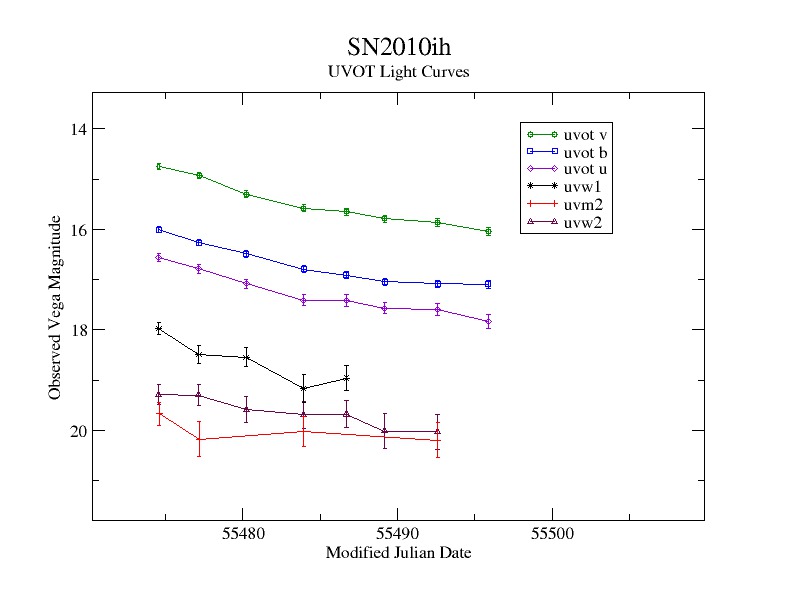 SN2010ih
UVOT Light Curves
14
16
18
20
Observed Vega Magnitude
uvot v
uvot b
uvot u
uvw1
uvm2
uvw2
55480
55490
55500
Modified Julian Date